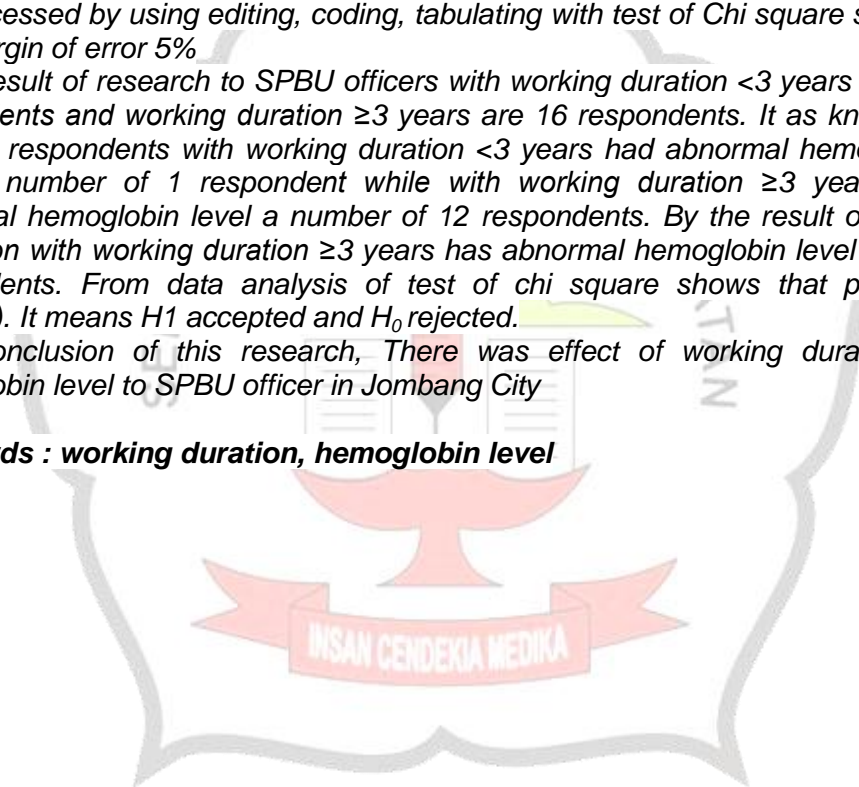 cessed by using editing, coding, tabulating with test of Chi square s
rgin of error 5%
esult of research to SPBU officers with working duration <3 years
ents and working duration ≥3 years are 16 respondents. It as kn
respondents with working duration <3 years had abnormal hemo
number of 1 respondent while with working duration ≥3 yea
al hemoglobin level a number of 12 respondents. By the result o
on with working duration ≥3 years has abnormal hemoglobin level
dents. From data analysis of test of chi square shows that p
). It means H1 accepted and H0 rejected.
onclusion of this research, There was effect of working dura
obin level to SPBU officer in Jombang City
ds : working duration, hemoglobin level
INSAN CENDEKIA MEDIKA